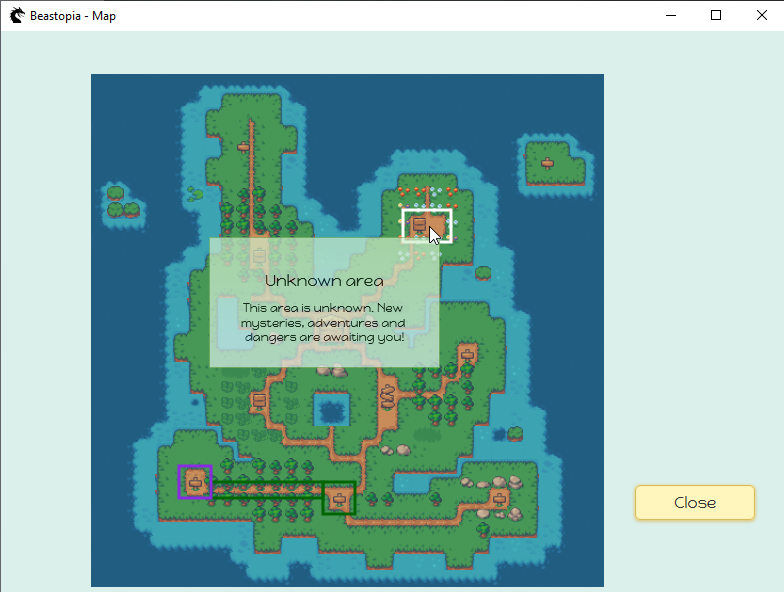 Beastopia - Map
Unknown area
This area is unknown. New
mysteries, adventures and
dangers are awaiting you!
Close